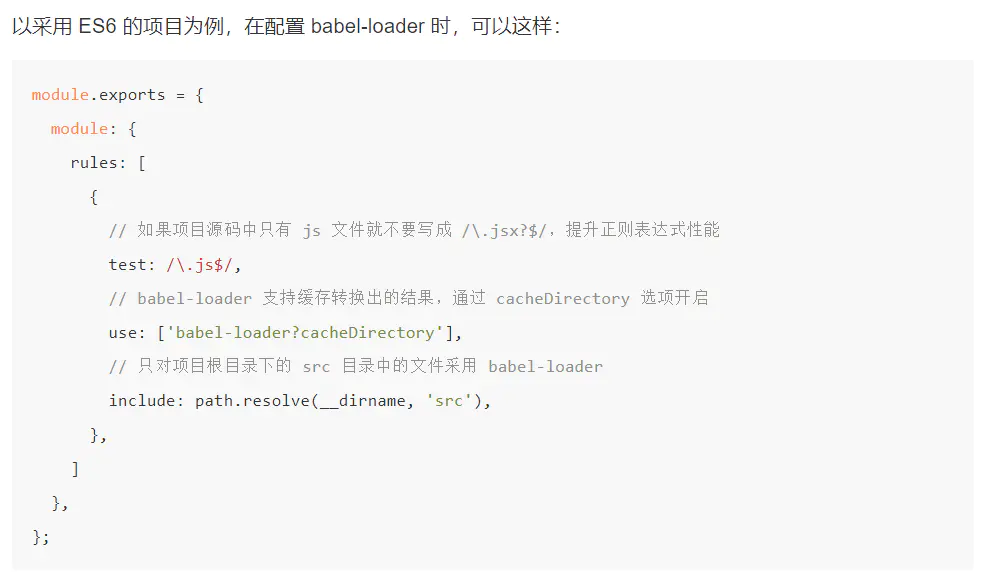 以采用 ES6 的项目为例，在配置 babel-loader 时，可以这样：
module.exports = {
  module: {
    rules: [
      {
        // 如果项目源码中只有 js 文件就不要写成 /\.jsx?$/，提升正则表达式性能
        test: /\.js$/,
        // babel-loader 支持缓存转换出的结果，通过 cacheDirectory 选项开启
        use: ['babel-loader?cacheDirectory'],
        // 只对项目根目录下的 src 目录中的文件采用 babel-loader
        include: path.resolve(__dirname, 'src'),
      },
    ]
  },
};